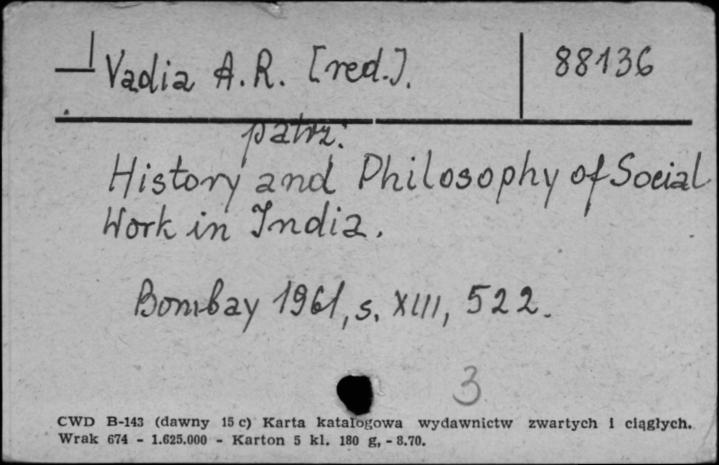 Vadia A.R. [red.]. 88136
patrz:
History and Philosophy of Social
Work in India.
Bombay 1961, s. XIII, 522.
3
CWD B-143 (dawny 15 c) Karta katalogowa wydawnictw zwartych i ciągłych.
Wrak 674 - 1.625.000 - Karton 5 kl. 180 g, - 8.70.